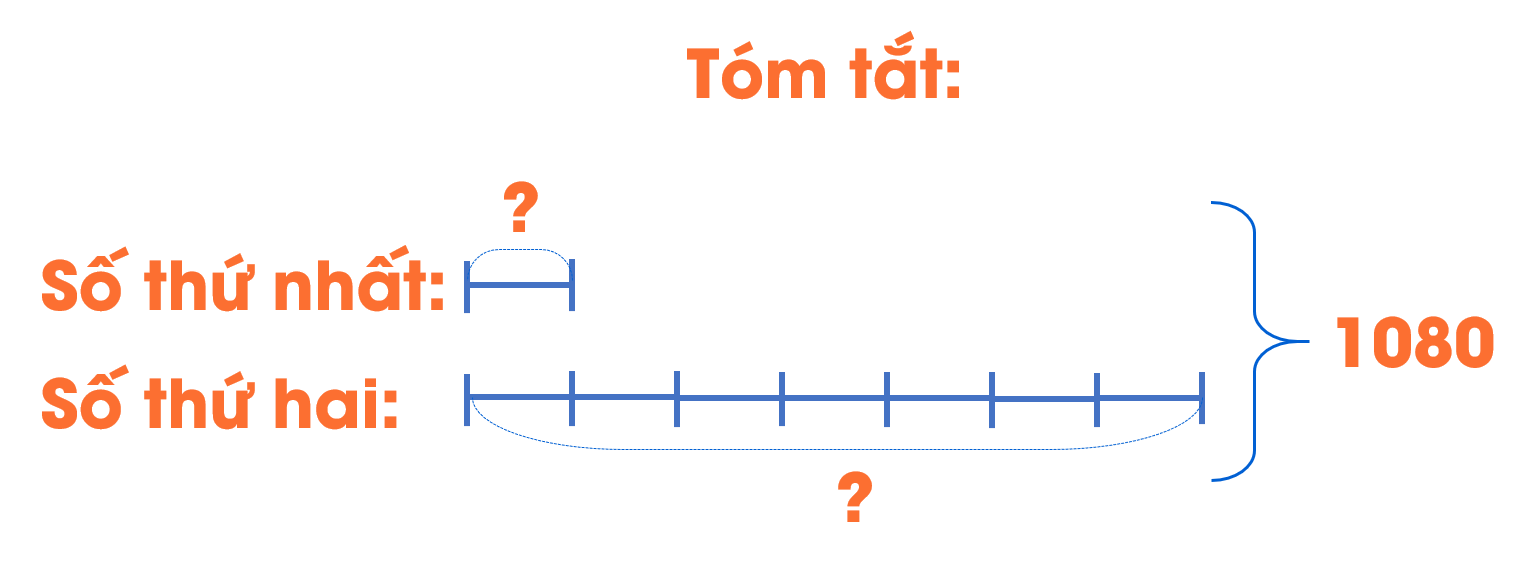 Tóm tắt:
?
Số thứ nhất:
1080
Số thứ hai:
?